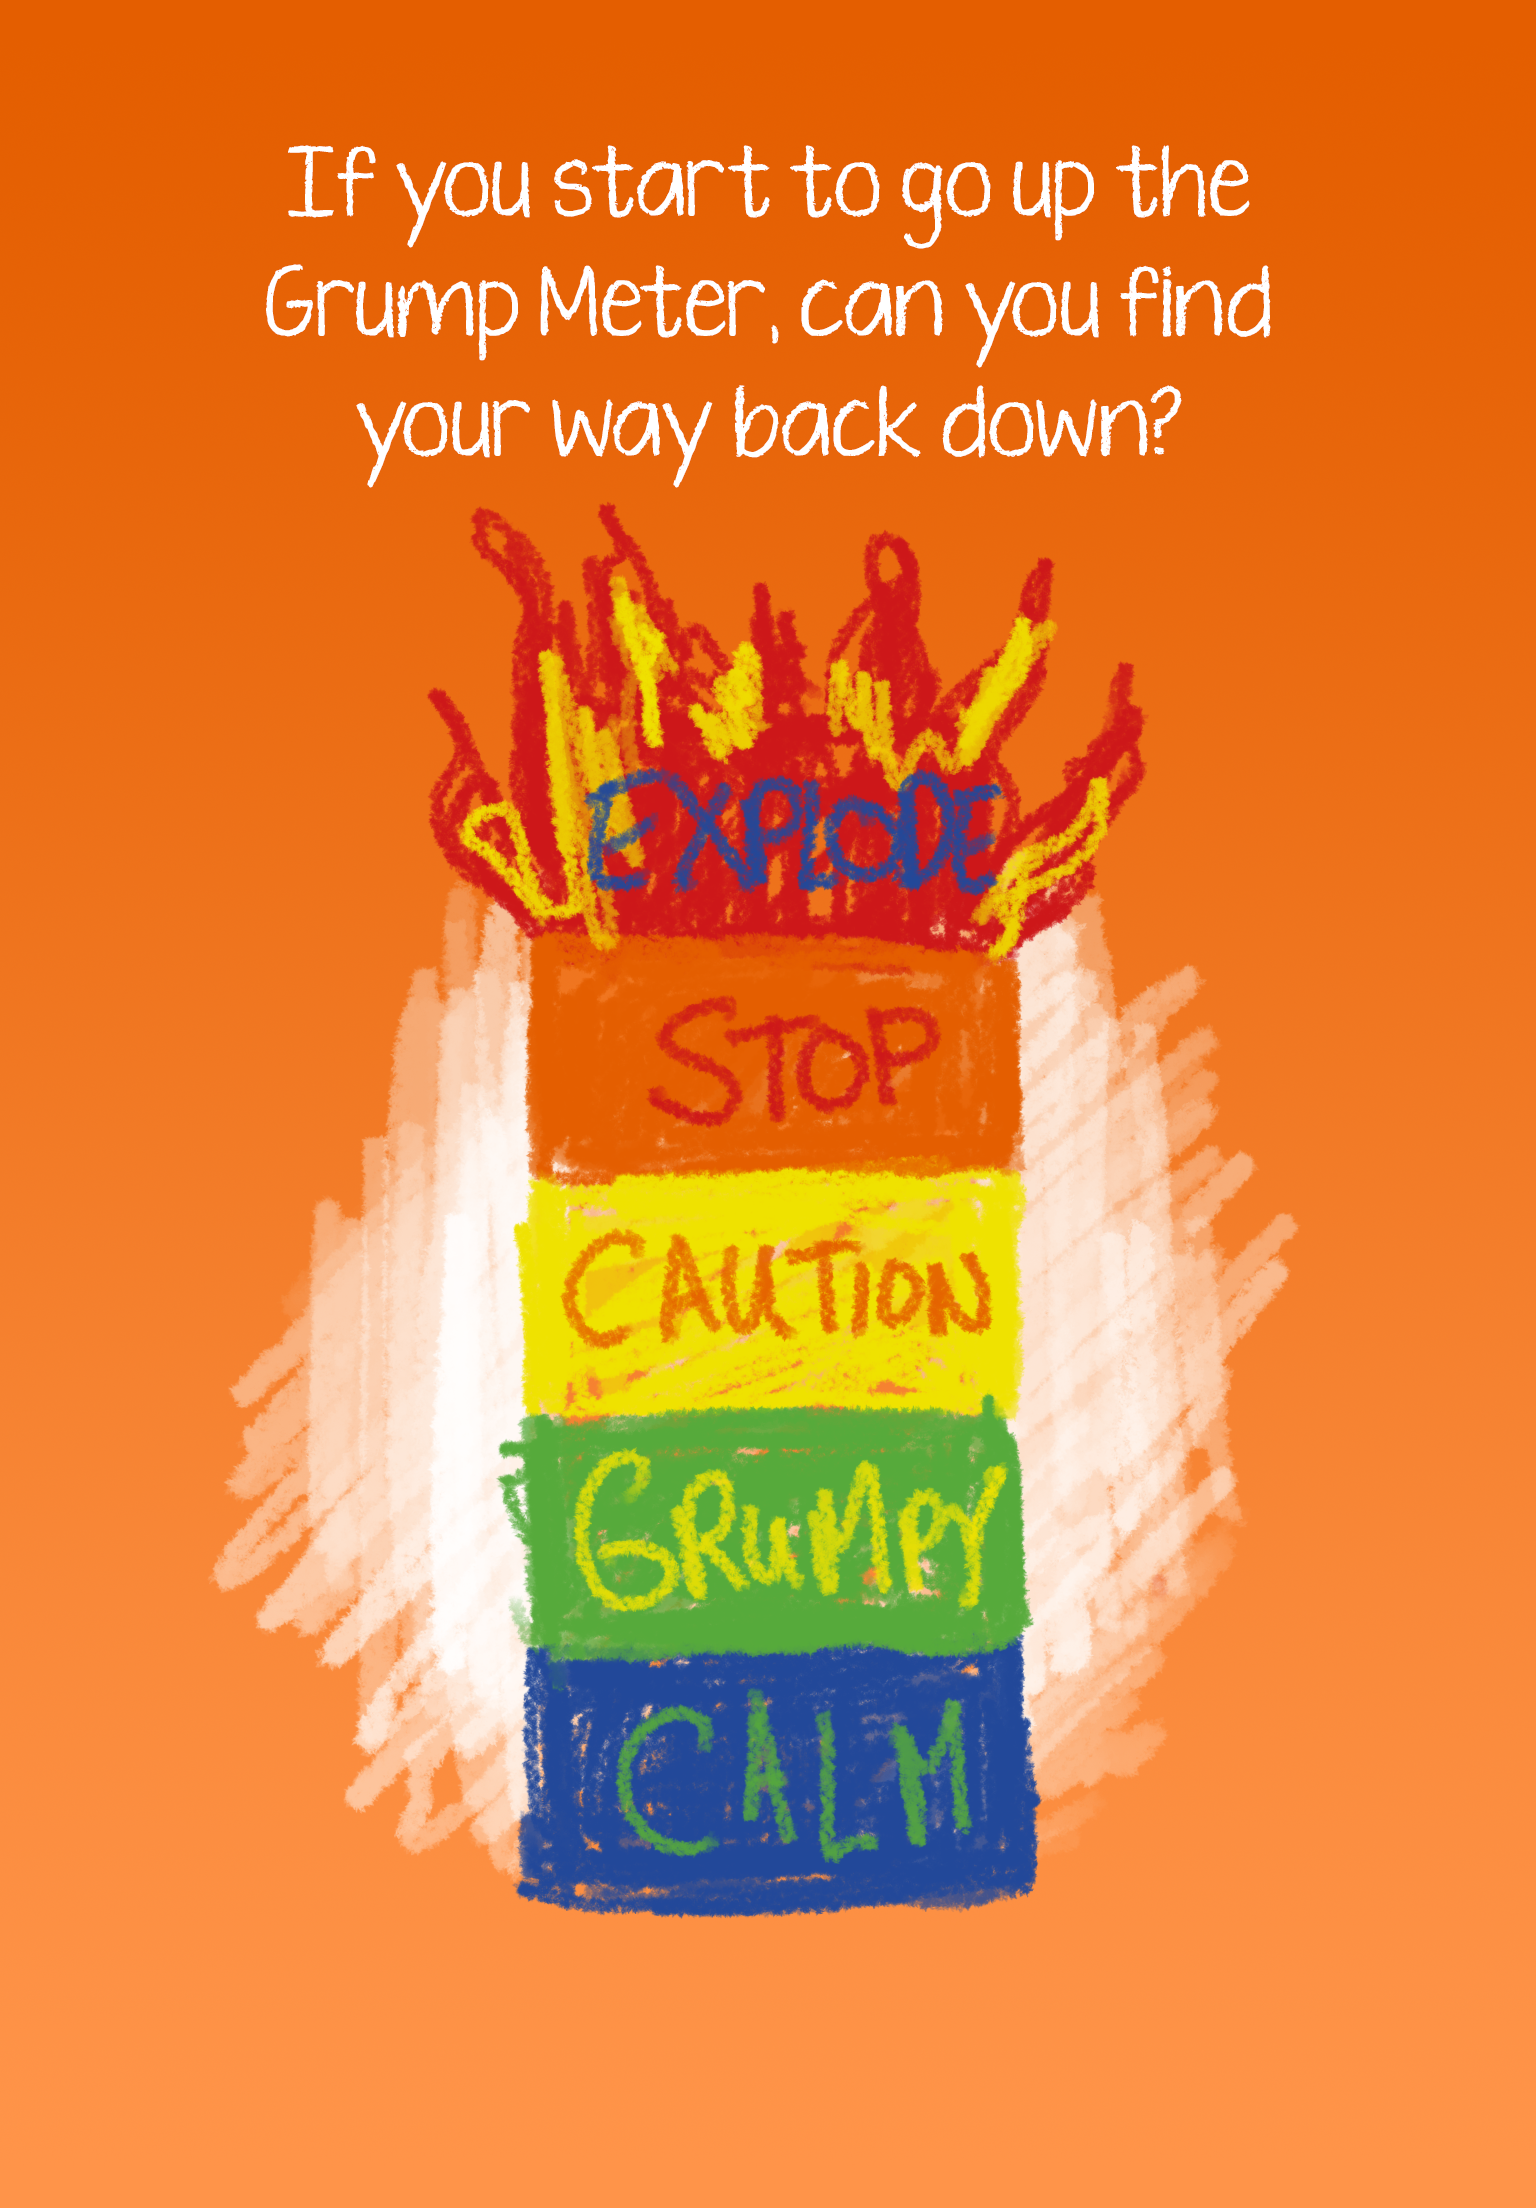 If you start to go up the
Grump Meter, can you find
your way back down?
EXPLODE
STOP
CAUTION
GRUMPY
CALM